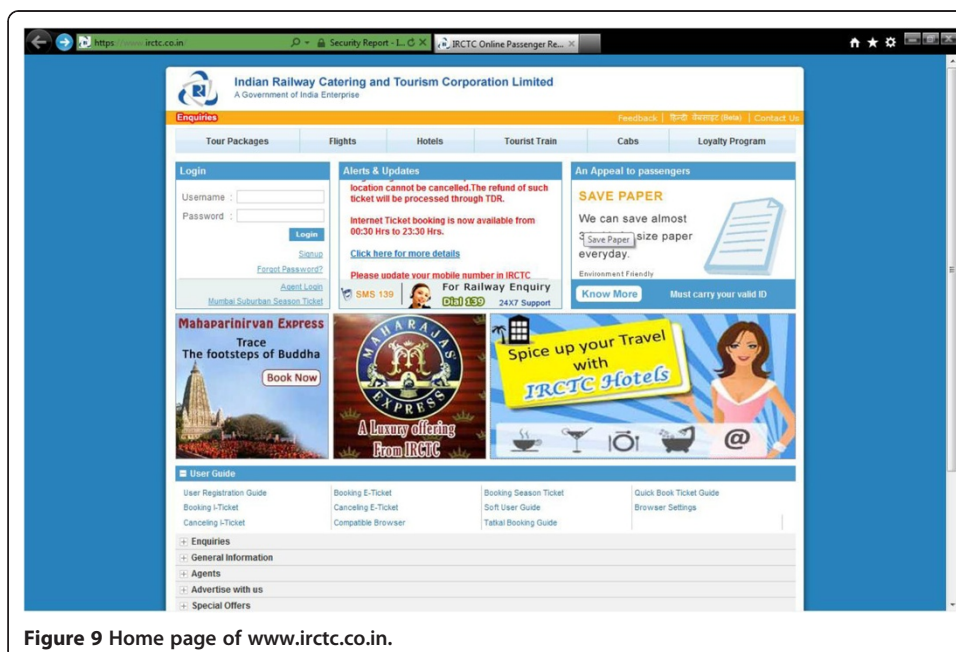 https://www.irctc.co.in
Security Report - I...
IRCTC Online Passenger Re...
Indian Railway Catering and Tourism Corporation Limited
A Government of India Enterprise
Enquiries
Feedback | हिन्दी वेबसाइट (Beta) | Contact Us
Tour Packages Flights Hotels Tourist Train Cabs Loyalty Program
Login
Username :
Password :
Login
Signup
Forgot Password?
Agent Login
Mumbai Suburban Season Ticket
Alerts & Updates
location cannot be cancelled.The refund of such
ticket will be processed through TDR.
Internet Ticket booking is now available from
00:30 Hrs to 23:30 Hrs.
Click here for more details
Please update your mobile number in IRCTC
SMS 139
For Railway Enquiry
Dial 139 24X7 Support
An Appeal to passengers
SAVE PAPER
We can save almost
size paper
Save Paper
everyday.
Environment Friendly
Know More Must carry your valid ID
Mahaparinirvan Express
Trace
The footsteps of Buddha
Book Now
MAHARAJAS'
EXPRESS
A Luxury offering
From IRCTC
Spice up your Travel
with
IRCTC Hotels
@
User Guide
User Registration Guide Booking E-Ticket Booking Season Ticket Quick Book Ticket Guide
Booking I-Ticket Canceling E-Ticket Soft User Guide Browser Settings
Canceling I-Ticket Compatible Browser Tatkal Booking Guide
Enquiries
General Information
Agents
Advertise with us
Special Offers
Figure 9 Home page of www.irctc.co.in.